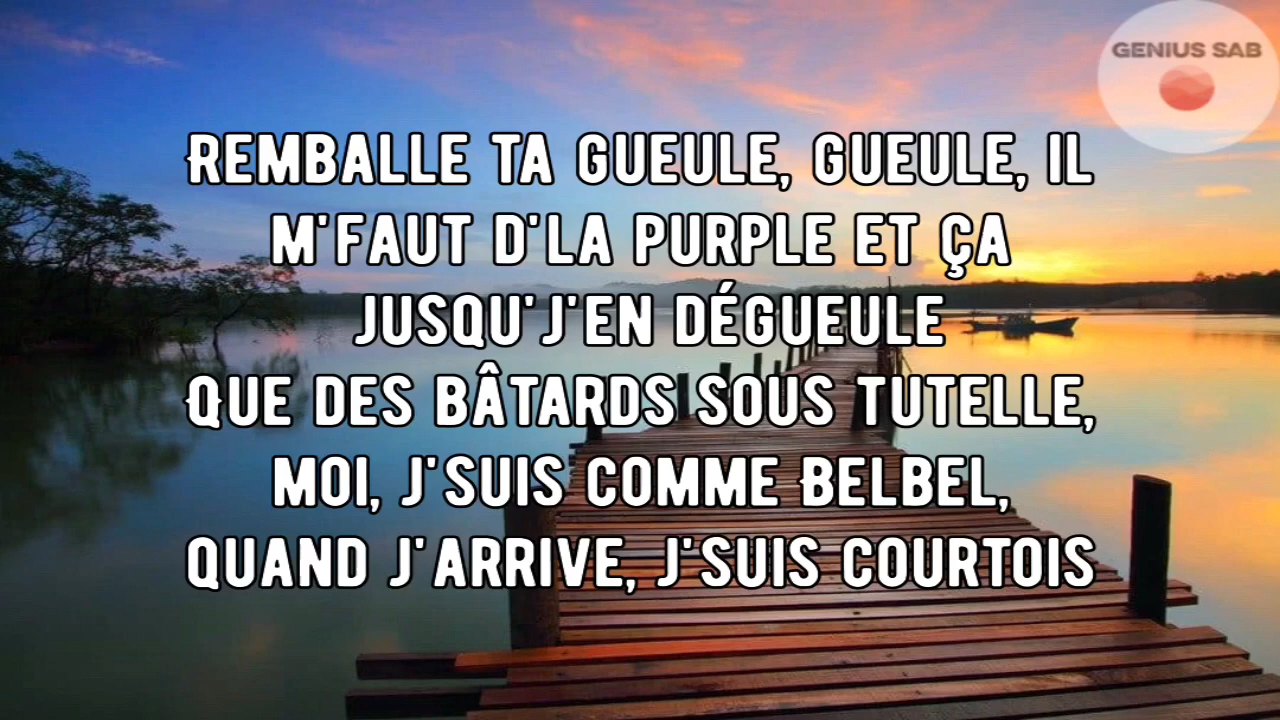 GENIUS SAB
REMBALLE TA GUEULE, GUEULE, IL
M'FAUT D'LA PURPLE ET ÇA
JUSQU'J'EN DÉGUEULE
QUE DES BÂTARDS SOUS TUTELLE,
MOI, J'SUIS COMME BELBEL,
QUAND J'ARRIVE, J'SUIS COURTOIS